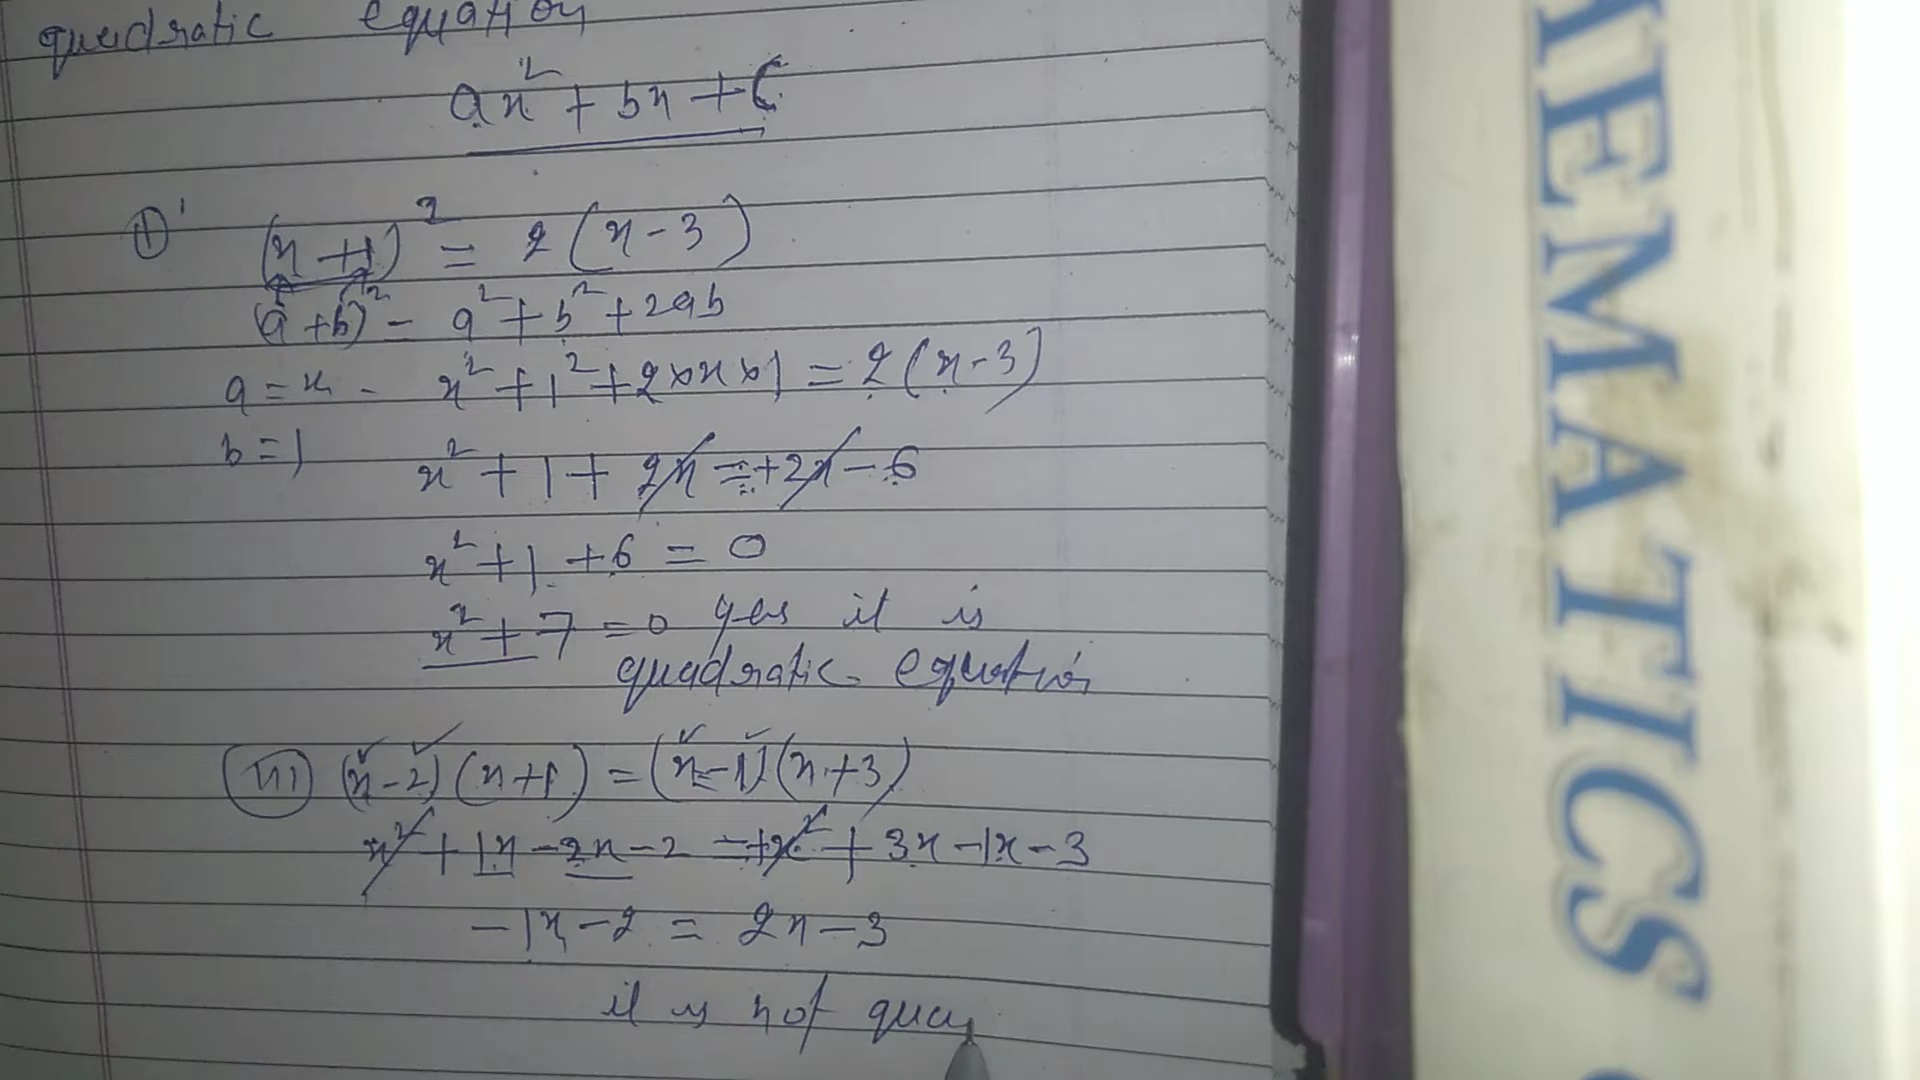 quadratic equation
ax² + bx + C
① (x + 1)² = 2 (x - 3)
(a + b)² = a² + b² + 2ab
a = x - x² + 1² + 2 × x × 1 = 2 (x - 3)
b = 1 x² + 1 + 2x = +2x - 6
x² + 1 + 6 = 0
x² + 7 = 0 yes it is
quadratic equation
(iii) (x - 2) (x + 1) = (x - 1) (x + 3)
x² + 1x - 2x - 2 = +x² + 3x - 1x - 3
- 1x - 2 = 2x - 3
it is not qua
EMATICS